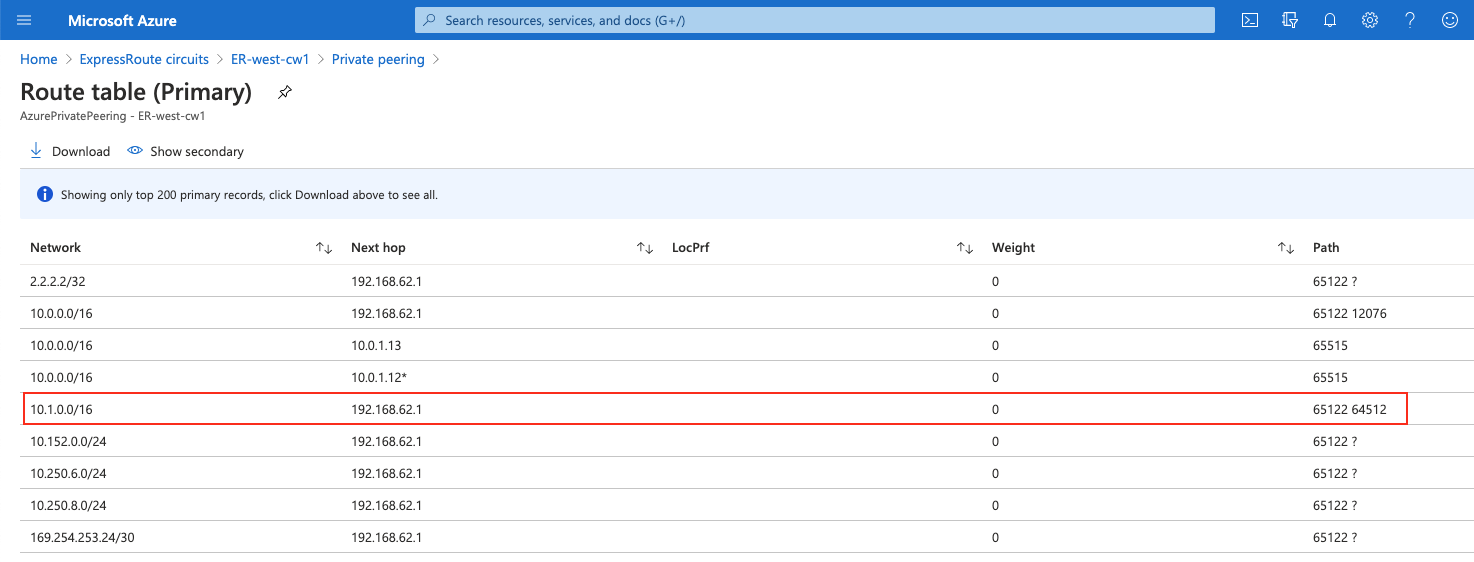 Microsoft Azure
Search resources, services, and docs (G+/)
Home > ExpressRoute circuits > ER-west-cw1 > Private peering >
Route table (Primary)
AzurePrivatePeering - ER-west-cw1
Download Show secondary
Showing only top 200 primary records, click Download above to see all.
Network Next hop LocPrf Weight Path
2.2.2.2/32 192.168.62.1 0 65122 ?
10.0.0.0/16 192.168.62.1 0 65122 12076
10.0.0.0/16 10.0.1.13 0 65515
10.0.0.0/16 10.0.1.12* 0 65515
10.1.0.0/16 192.168.62.1 0 65122 64512
10.152.0.0/24 192.168.62.1 0 65122 ?
10.250.6.0/24 192.168.62.1 0 65122 ?
10.250.8.0/24 192.168.62.1 0 65122 ?
169.254.253.24/30 192.168.62.1 0 65122 ?